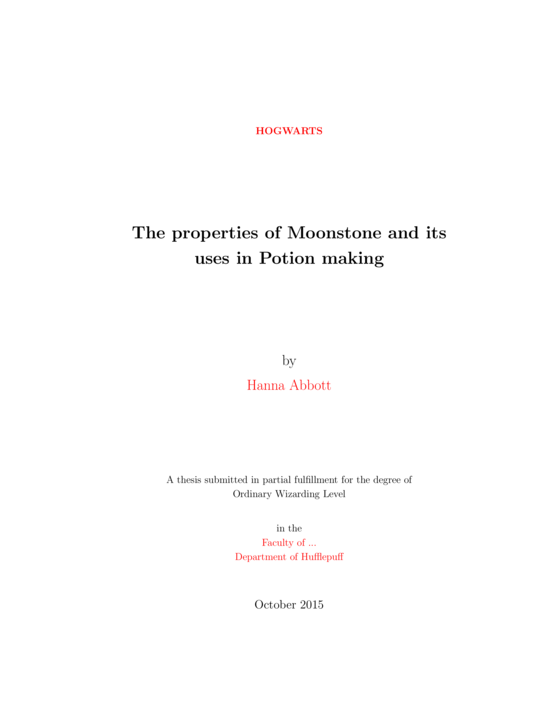 HOGWARTS
The properties of Moonstone and its
uses in Potion making
by
Hanna Abbott
A thesis submitted in partial fulfillment for the degree of
Ordinary Wizarding Level
in the
Faculty of ...
Department of Hufflepuff
October 2015